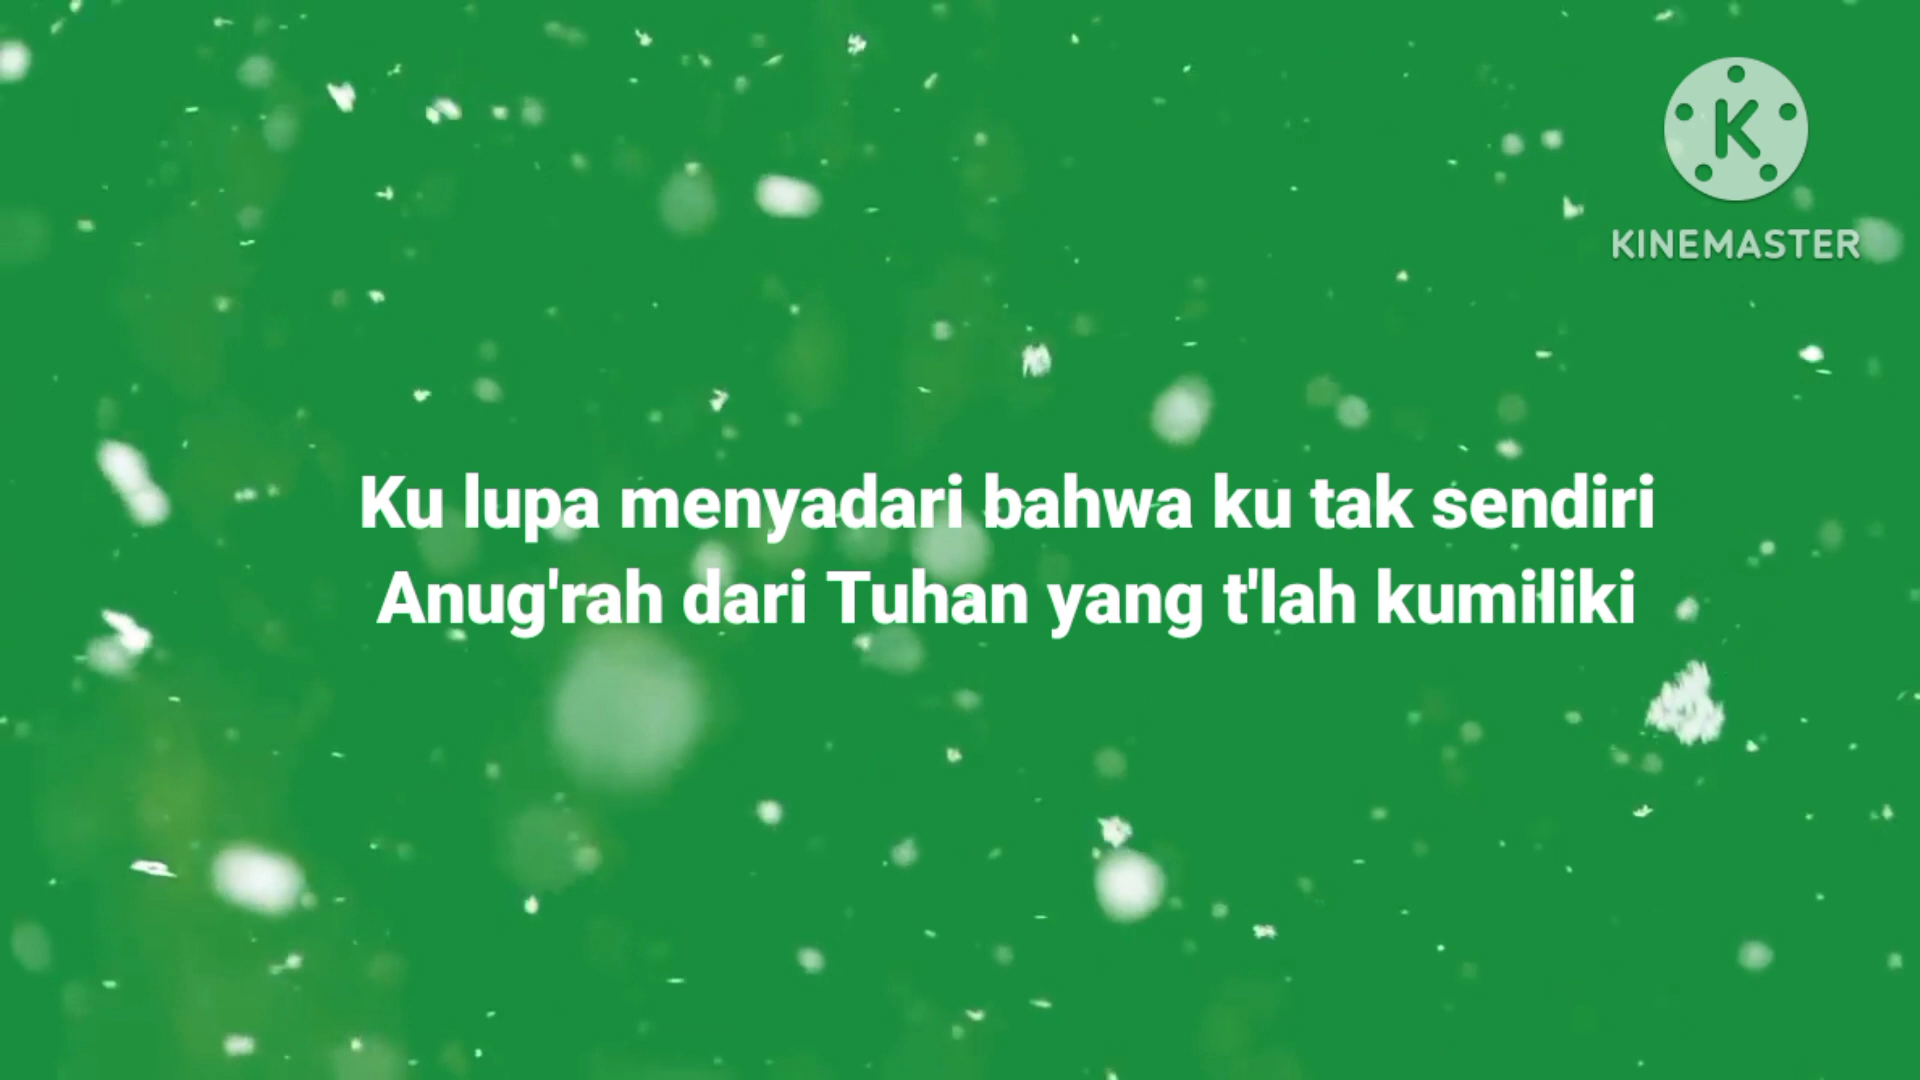 KINEMASTER
Ku lupa menyadari bahwa ku tak sendiri
Anug'rah dari Tuhan yang t'lah kumiliki